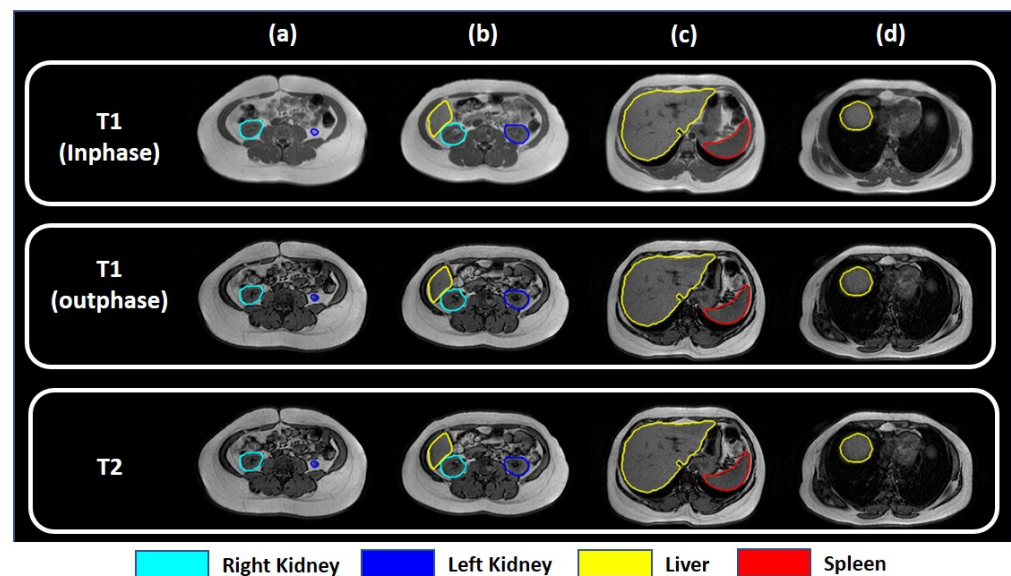 (a) (b) (c) (d)
T1
(Inphase)
T1
(outphase)
T2
Right Kidney Left Kidney Liver Spleen